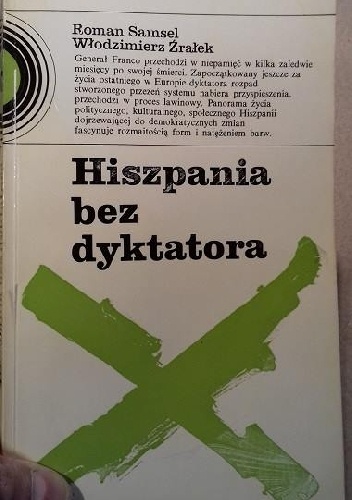 Roman Samsel
Włodzimierz Źrałek
Generał Franco przechodzi w niepamięć w kilka zaledwie
miesięcy po swojej śmierci. Zapoczątkowany jeszcze za
życia ostatniego w Europie dyktatora rozpad
stworzonego przezeń systemu nabiera przyspieszenia,
przechodzi w proces lawinowy. Panorama życia
politycznego, kulturalnego, społecznego Hiszpanii
dojrzewającej do demokratycznych zmian
fascynuje rozmaitością form i natężeniem barw.
Hiszpania
bez
dyktatora